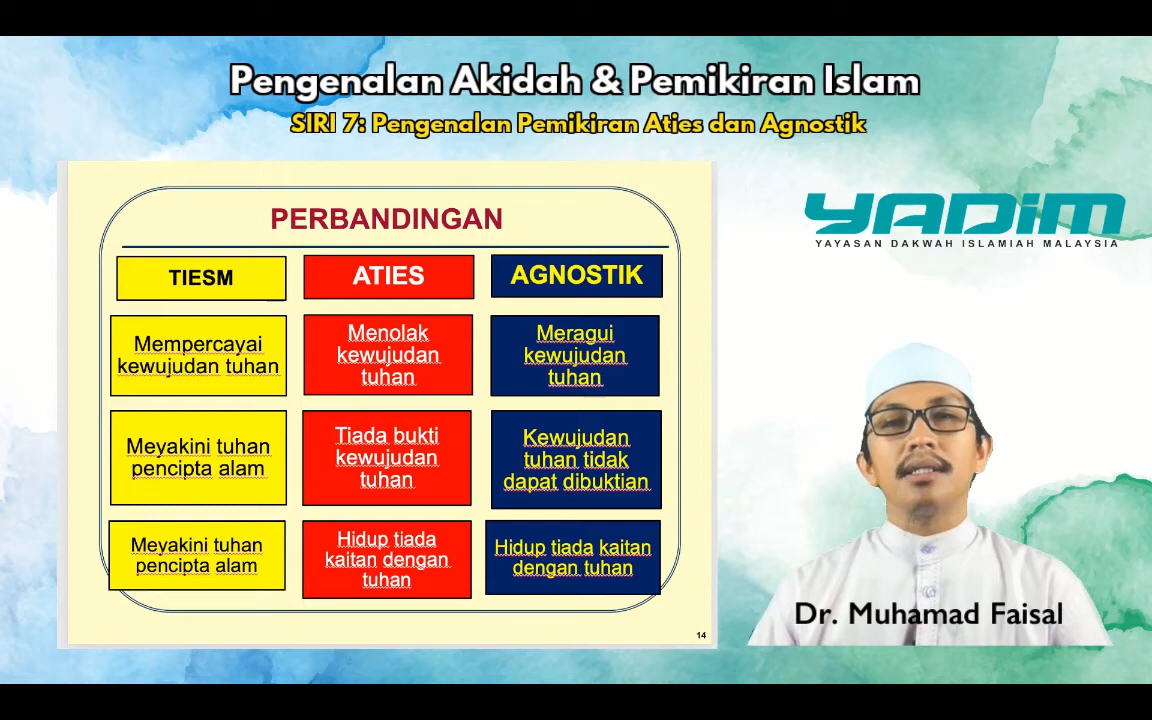 Pengenalan Akidah & Pemikiran Islam
SIRI 7: Pengenalan Pemikiran Aties dan Agnostik
PERBANDINGAN
TIESM
ATIES
AGNOSTIK
Mempercayai
kewujudan tuhan
Menolak
kewujudan
tuhan
Meragui
kewujudan
tuhan
Meyakini tuhan
pencipta alam
Tiada bukti
kewujudan
tuhan
Kewujudan
tuhan tidak
dapat dibuktian
Meyakini tuhan
pencipta alam
Hidup tiada
kaitan dengan
tuhan
Hidup tiada kaitan
dengan tuhan
14
YADIM
YAYASAN DAKWAH ISLAMIAH MALAYSIA
Dr. Muhamad Faisal